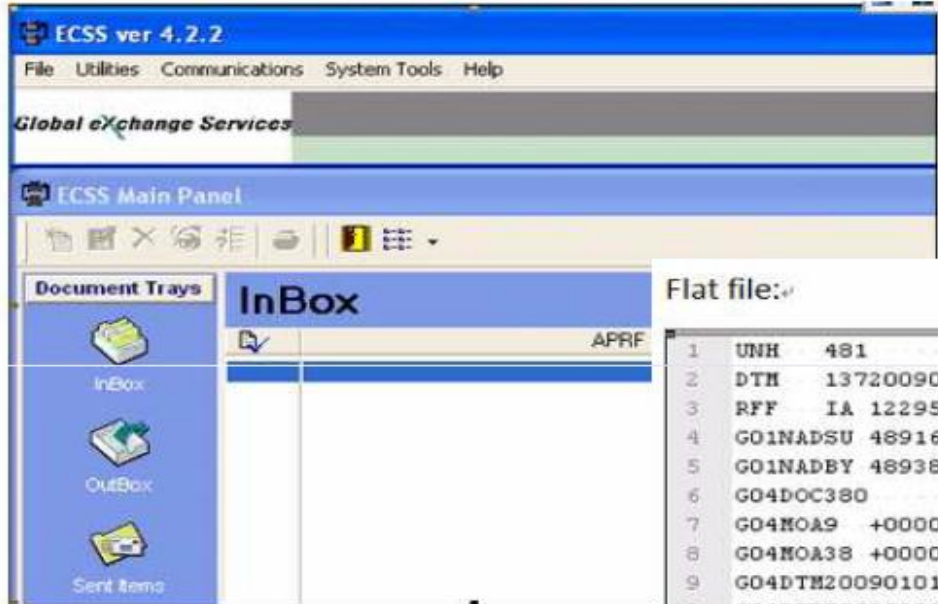 ECSS ver 4.2.2
File Utilities Communications System Tools Help
Global eXchange Services
ECSS Main Panel
Document Trays
InBox
APRF
InBox
OutBox
Sent Items
Flat file:
1 UNH 481
2 DTM 13720090
3 RFF IA 12295
4 GO1NADSU 48916
5 GO1NADBY 48938
6 GO4DOC380
7 GO4MOA9 +0000
8 GO4MOA38 +0000
9 GO4DTM20090101